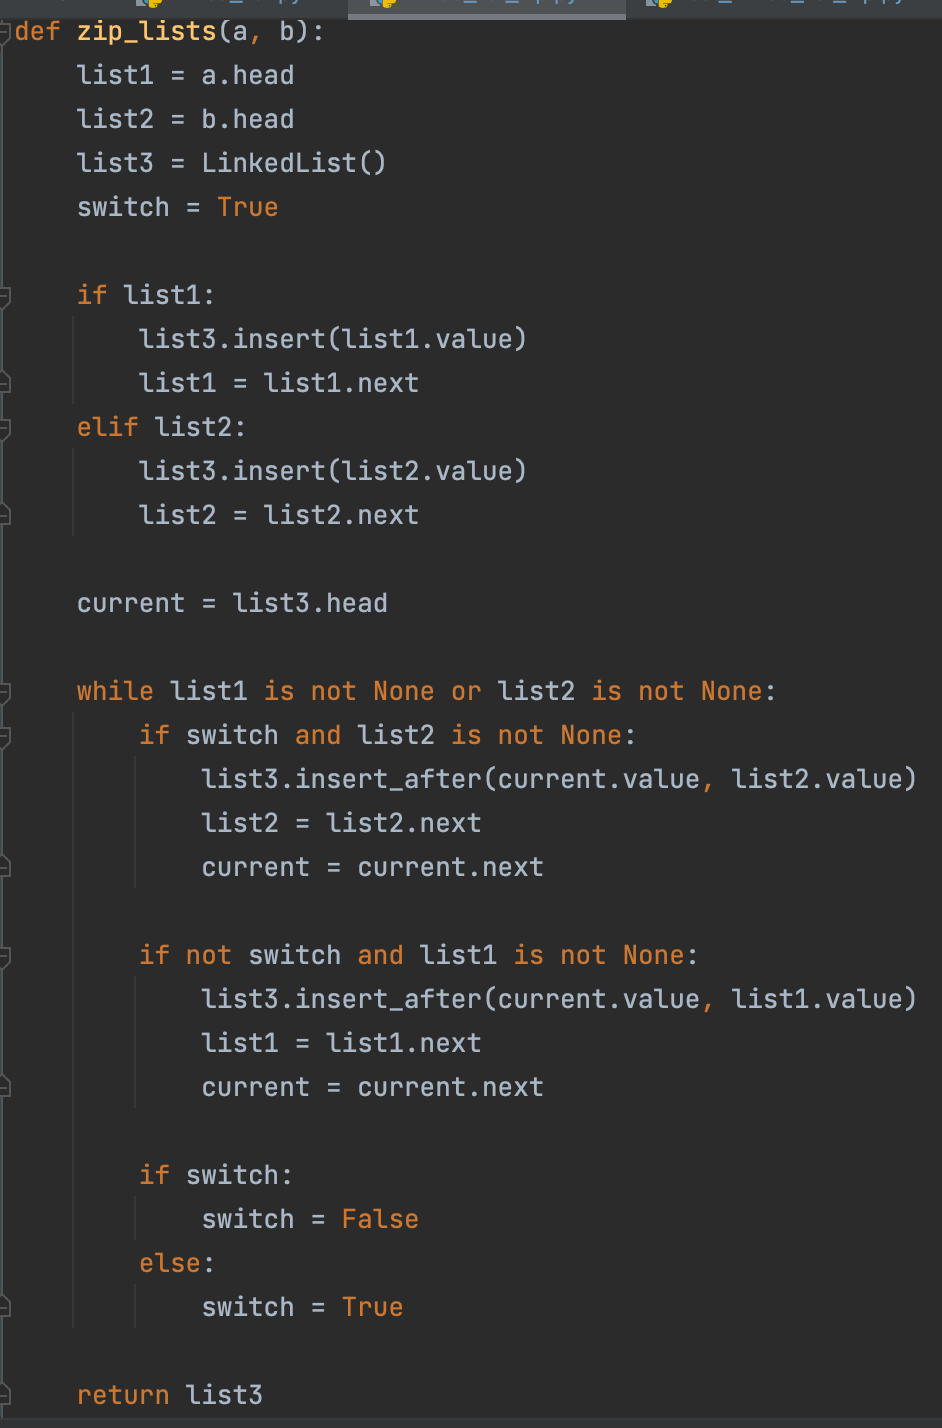 def zip_lists(a, b):
    list1 = a.head
    list2 = b.head
    list3 = LinkedList()
    switch = True

    if list1:
        list3.insert(list1.value)
        list1 = list1.next
    elif list2:
        list3.insert(list2.value)
        list2 = list2.next

    current = list3.head

    while list1 is not None or list2 is not None:
        if switch and list2 is not None:
            list3.insert_after(current.value, list2.value)
            list2 = list2.next
            current = current.next

        if not switch and list1 is not None:
            list3.insert_after(current.value, list1.value)
            list1 = list1.next
            current = current.next

        if switch:
            switch = False
        else:
            switch = True

    return list3